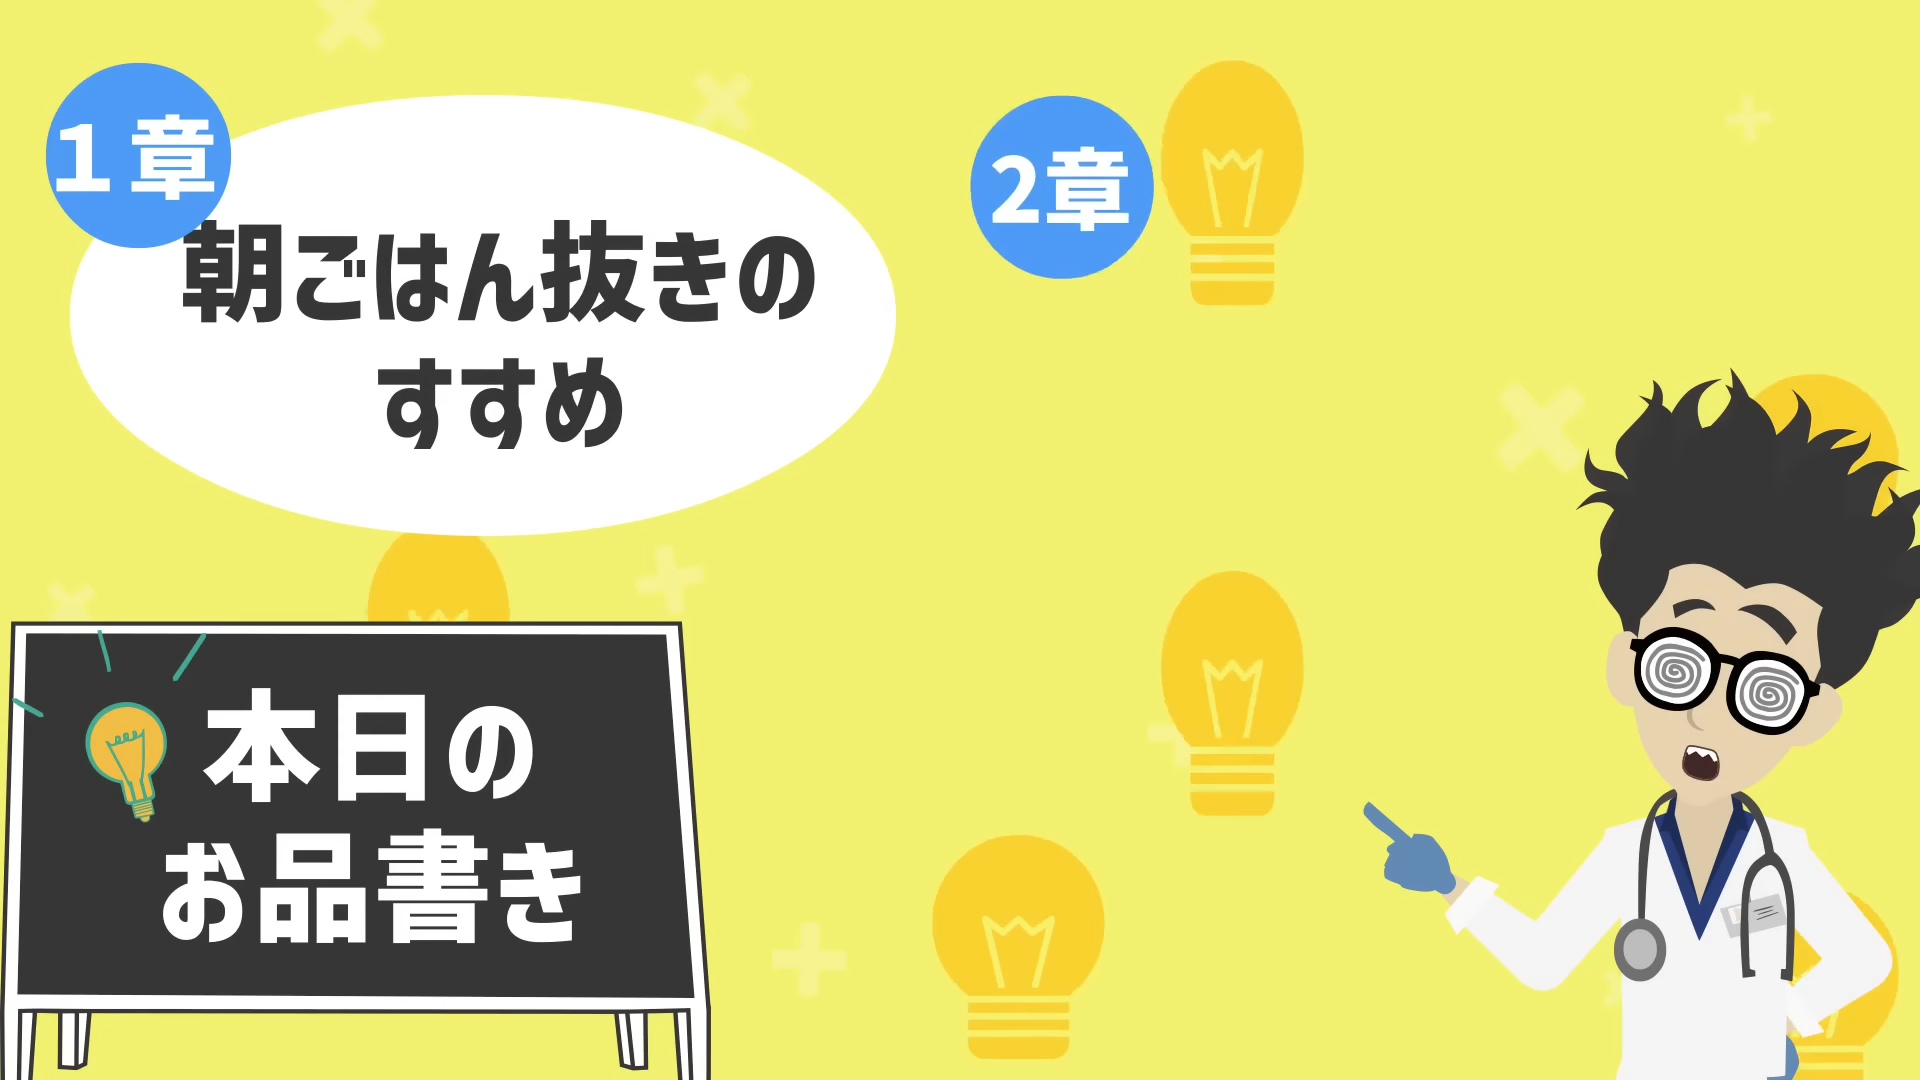 １章
朝ごはん抜きの
すすめ
2章
本日の
お品書き